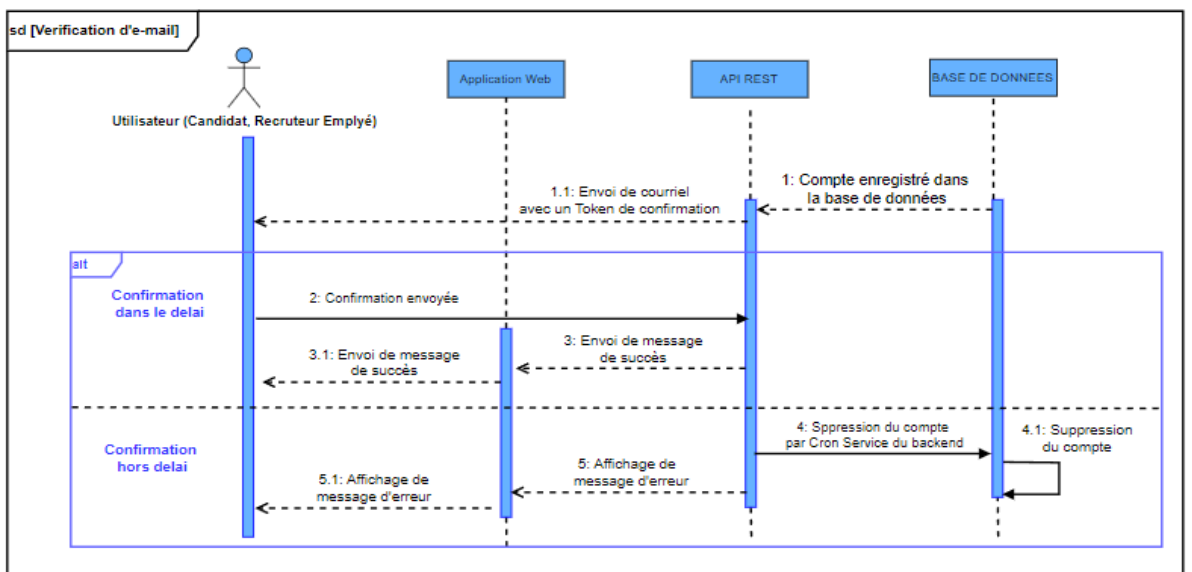 sd [Verification d'e-mail]
Application Web
API REST
BASE DE DONNEES
Utilisateur (Candidat, Recruteur Emplyé)
1: Compte enregistré dans
la base de données
1.1: Envoi de courriel
avec un Token de confirmation
alt
Confirmation
dans le delai
2: Confirmation envoyée
3: Envoi de message
de succès
3.1: Envoi de message
de succès
Confirmation
hors delai
4: Sppression du compte
par Cron Service du backend
4.1: Suppression
du compte
5: Affichage de
message d'erreur
5.1: Affichage de
message d'erreur